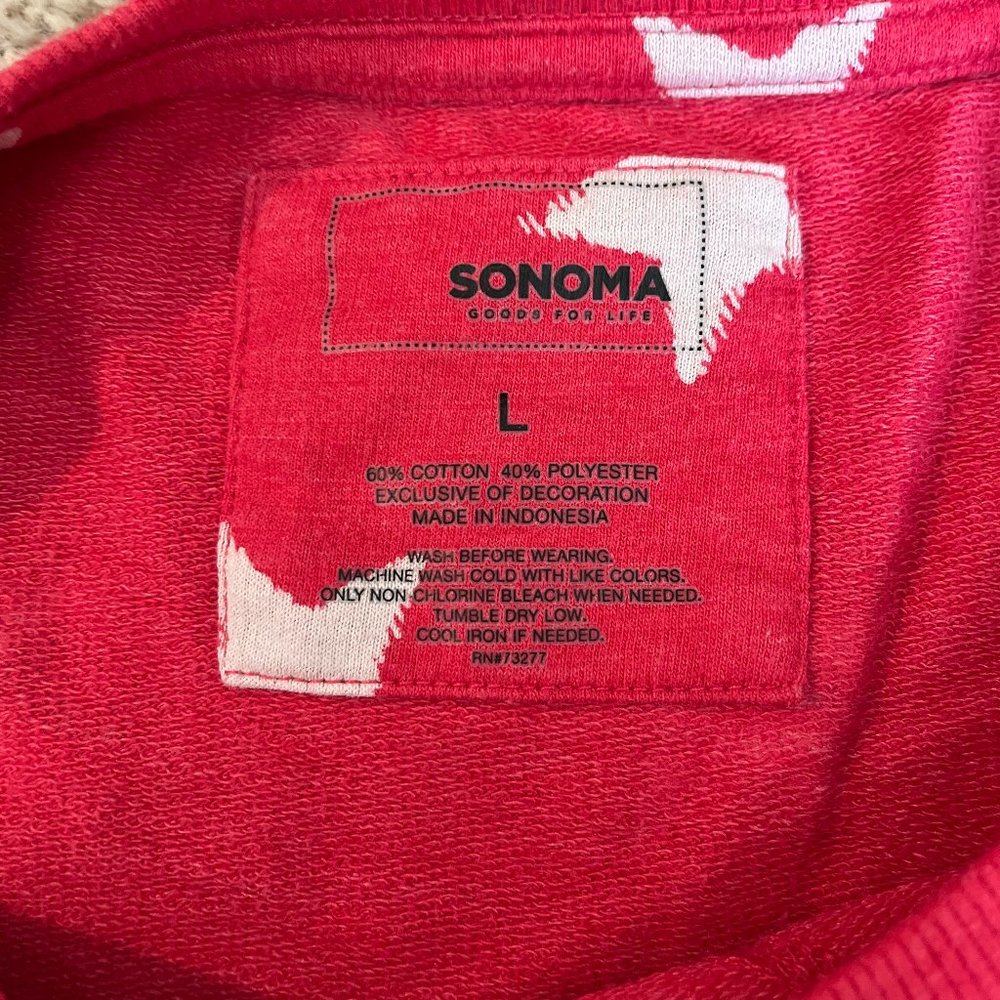 SONOMA
GOODS FOR LIFE
L
60% COTTON 40% POLYESTER
EXCLUSIVE OF DECORATION
MADE IN INDONESIA
WASH BEFORE WEARING.
MACHINE WASH COLD WITH LIKE COLORS.
ONLY NON-CHLORINE BLEACH WHEN NEEDED.
TUMBLE DRY LOW.
COOL IRON IF NEEDED.
RN#73277